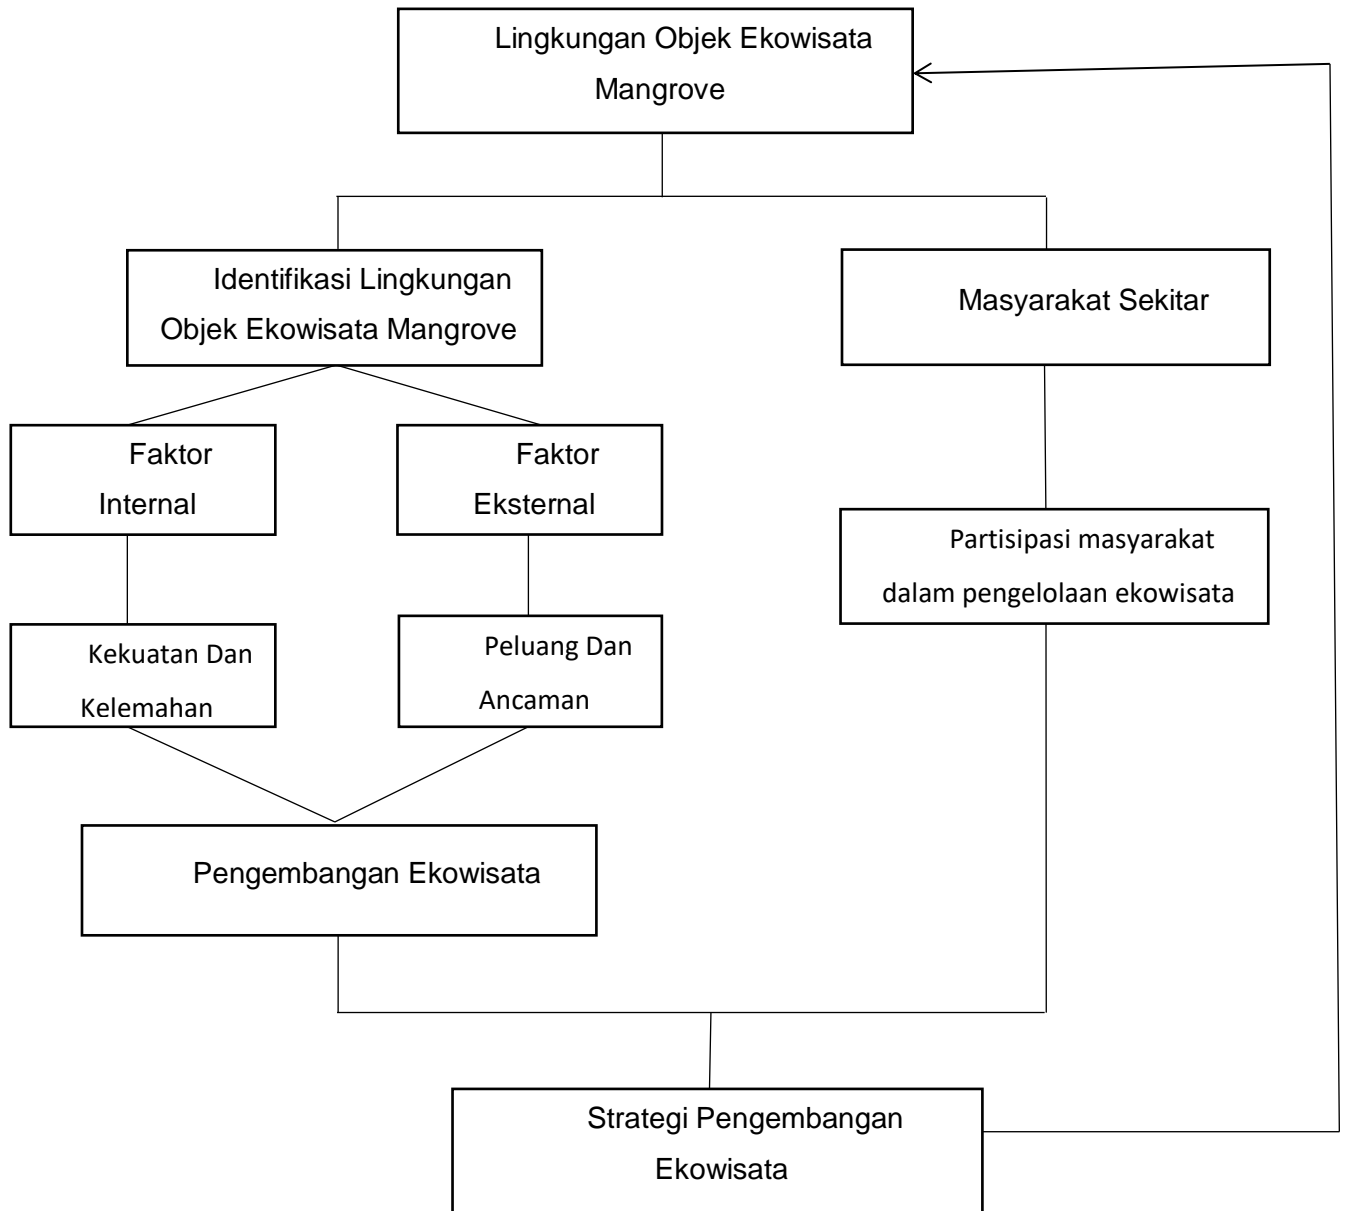 Lingkungan Objek Ekowisata
Mangrove
Identifikasi Lingkungan
Objek Ekowisata Mangrove
Masyarakat Sekitar
Faktor
Internal
Faktor
Eksternal
Partisipasi masyarakat
dalam pengelolaan ekowisata
Kekuatan Dan
Kelemahan
Peluang Dan
Ancaman
Pengembangan Ekowisata
Strategi Pengembangan
Ekowisata